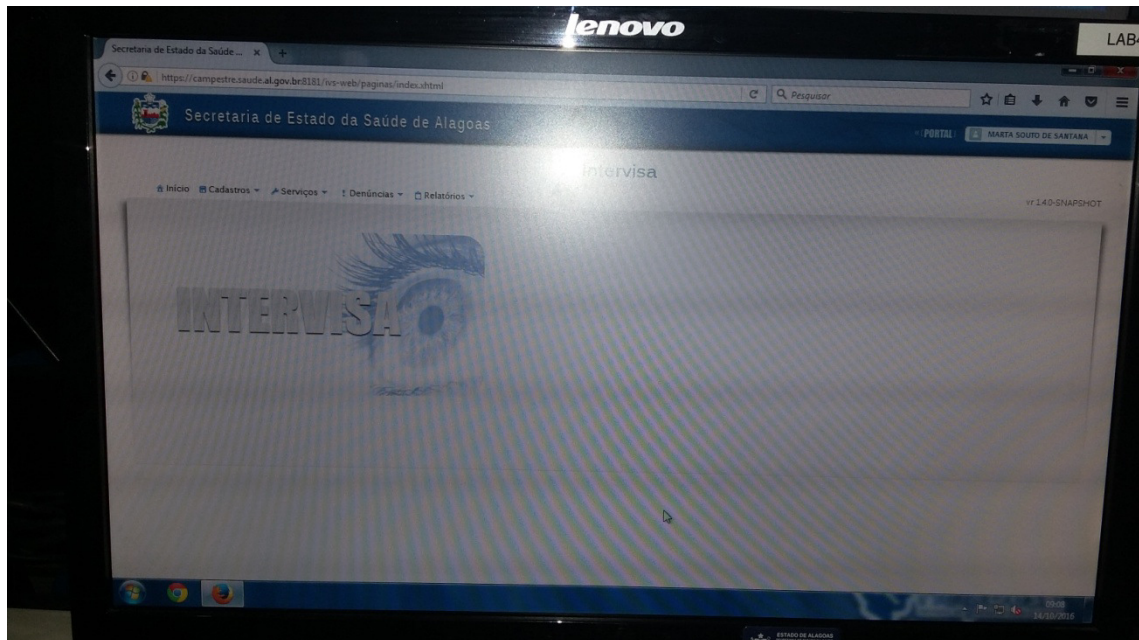 lenovo
LAB4
Secretaria de Estado da Saúde ...
https://campestre.saude.al.gov.br:8181/ivs-web/paginas/index.xhtml
Pesquisar
Secretaria de Estado da Saúde de Alagoas
PORTAL
MARTA SOUTO DE SANTANA
Intervisa
Início Cadastros Serviços Denúncias Relatórios
vr 1.4.0-SNAPSHOT
INTERVISA
09:08
14/10/2016
ESTADO DE ALAGOAS